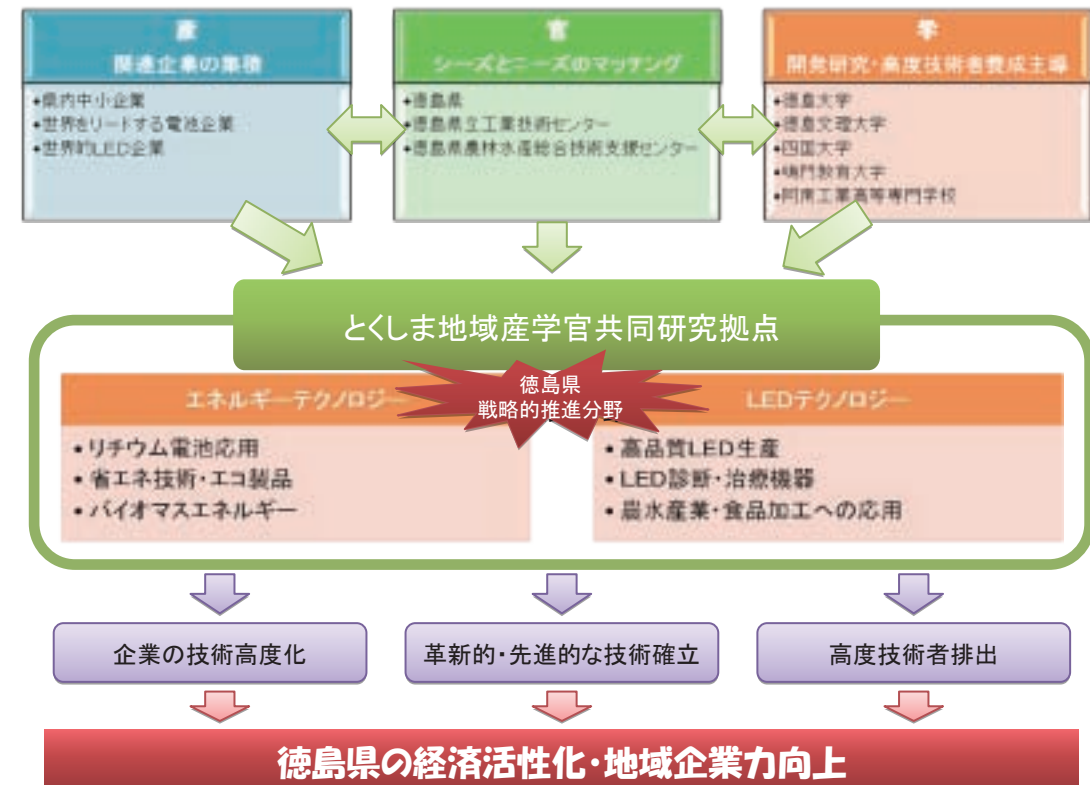 産
関連企業の集積
•県内中小企業
•世界をリードする電池企業
•世界的LED企業
官
シーズとニーズのマッチング
•徳島県
•徳島県立工業技術センター
•徳島県農林水産総合技術支援センター
学
開発研究・高度技術者養成主導
•徳島大学
•徳島文理大学
•四国大学
•鳴門教育大学
•阿南工業高等専門学校
とくしま地域産学官共同研究拠点
徳島県
戦略的推進分野
エネルギーテクノロジー
•リチウム電池応用
•省エネ技術・エコ製品
•バイオマスエネルギー
LEDテクノロジー
•高品質LED生産
•LED診断・治療機器
•農水産業・食品加工への応用
企業の技術高度化
革新的・先進的な技術確立
高度技術者排出
徳島県の経済活性化・地域企業力向上